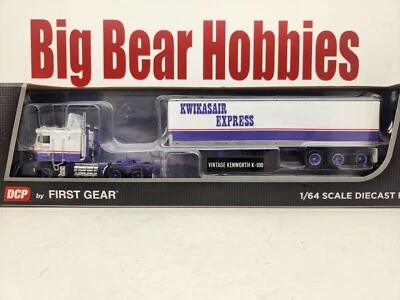 Big Bear Hobbies
KWIKASAIR
EXPRESS
VINTAGE KENWORTH K-100
DCP by FIRST GEAR®
1/64 SCALE DIECAST